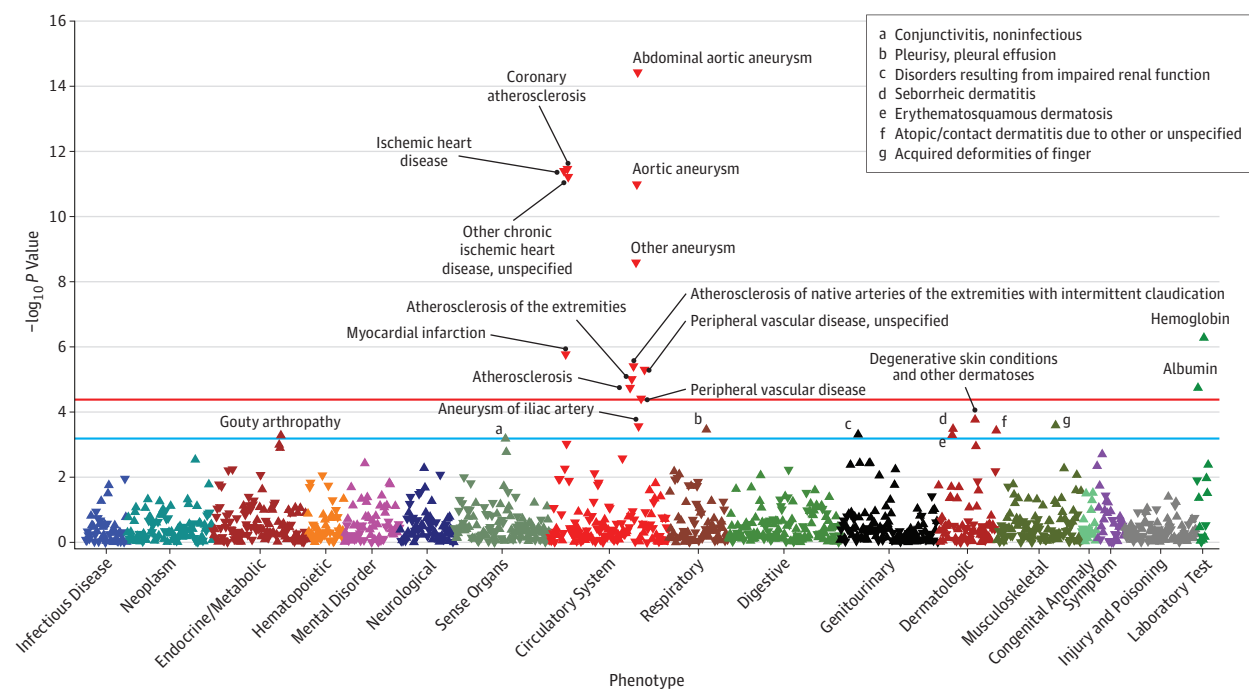 16
14
12
10
8
6
4
2
0
−log10 P Value
a Conjunctivitis, noninfectious
b Pleurisy, pleural effusion
c Disorders resulting from impaired renal function
d Seborrheic dermatitis
e Erythematosquamous dermatosis
f Atopic/contact dermatitis due to other or unspecified
g Acquired deformities of finger
Abdominal aortic aneurysm
Coronary
atherosclerosis
Ischemic heart
disease
Aortic aneurysm
Other chronic
ischemic heart
disease, unspecified
Other aneurysm
Atherosclerosis of native arteries of the extremities with intermittent claudication
Atherosclerosis of the extremities
Peripheral vascular disease, unspecified
Myocardial infarction
Hemoglobin
Degenerative skin conditions
and other dermatoses
Albumin
Atherosclerosis
Peripheral vascular disease
Aneurysm of iliac artery
Gouty arthropathy
a
b
c
d
e
f
g
Infectious Disease
Neoplasm
Endocrine/Metabolic
Hematopoietic
Mental Disorder
Neurological
Sense Organs
Circulatory System
Respiratory
Digestive
Genitourinary
Dermatologic
Musculoskeletal
Congenital Anomaly
Symptom
Injury and Poisoning
Laboratory Test
Phenotype